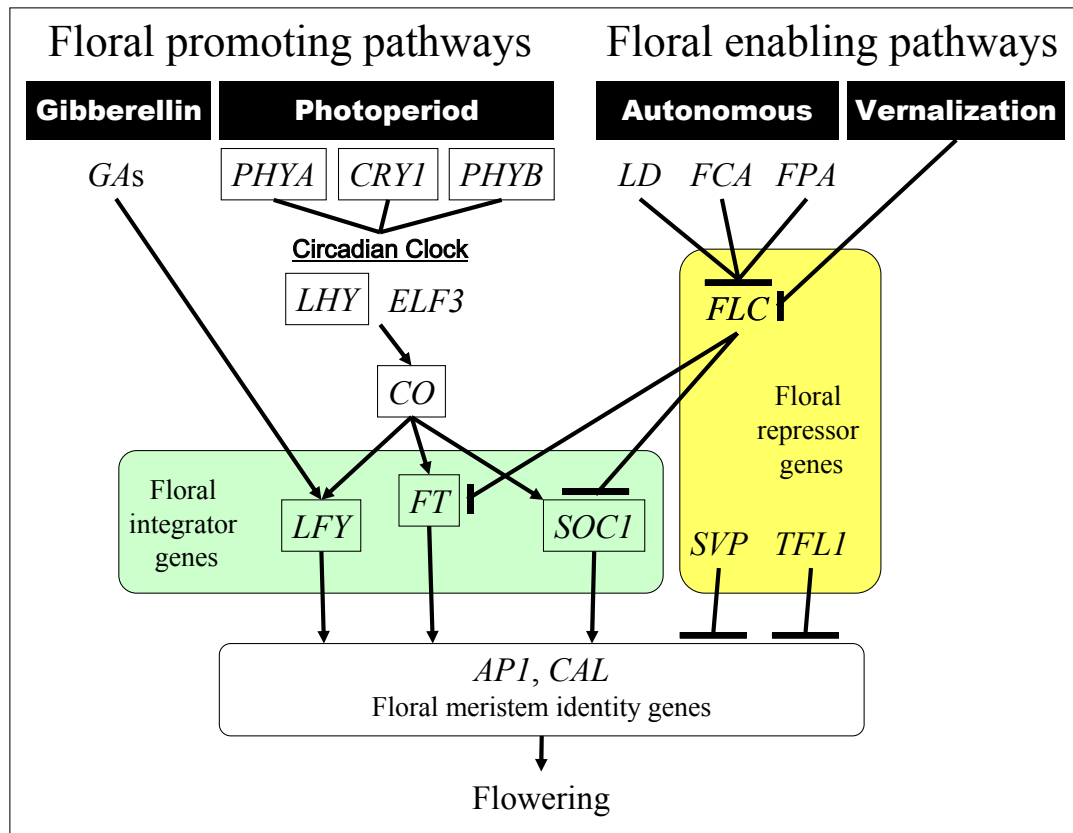 Floral promoting pathways
Floral enabling pathways
Gibberellin
Photoperiod
Autonomous
Vernalization
GAs
PHYA
CRY1
PHYB
LD
FCA
FPA
Circadian Clock
LHY
ELF3
FLC
CO
Floral
repressor
genes
Floral
integrator
genes
LFY
FT
SOC1
SVP
TFL1
AP1, CAL
Floral meristem identity genes
Flowering